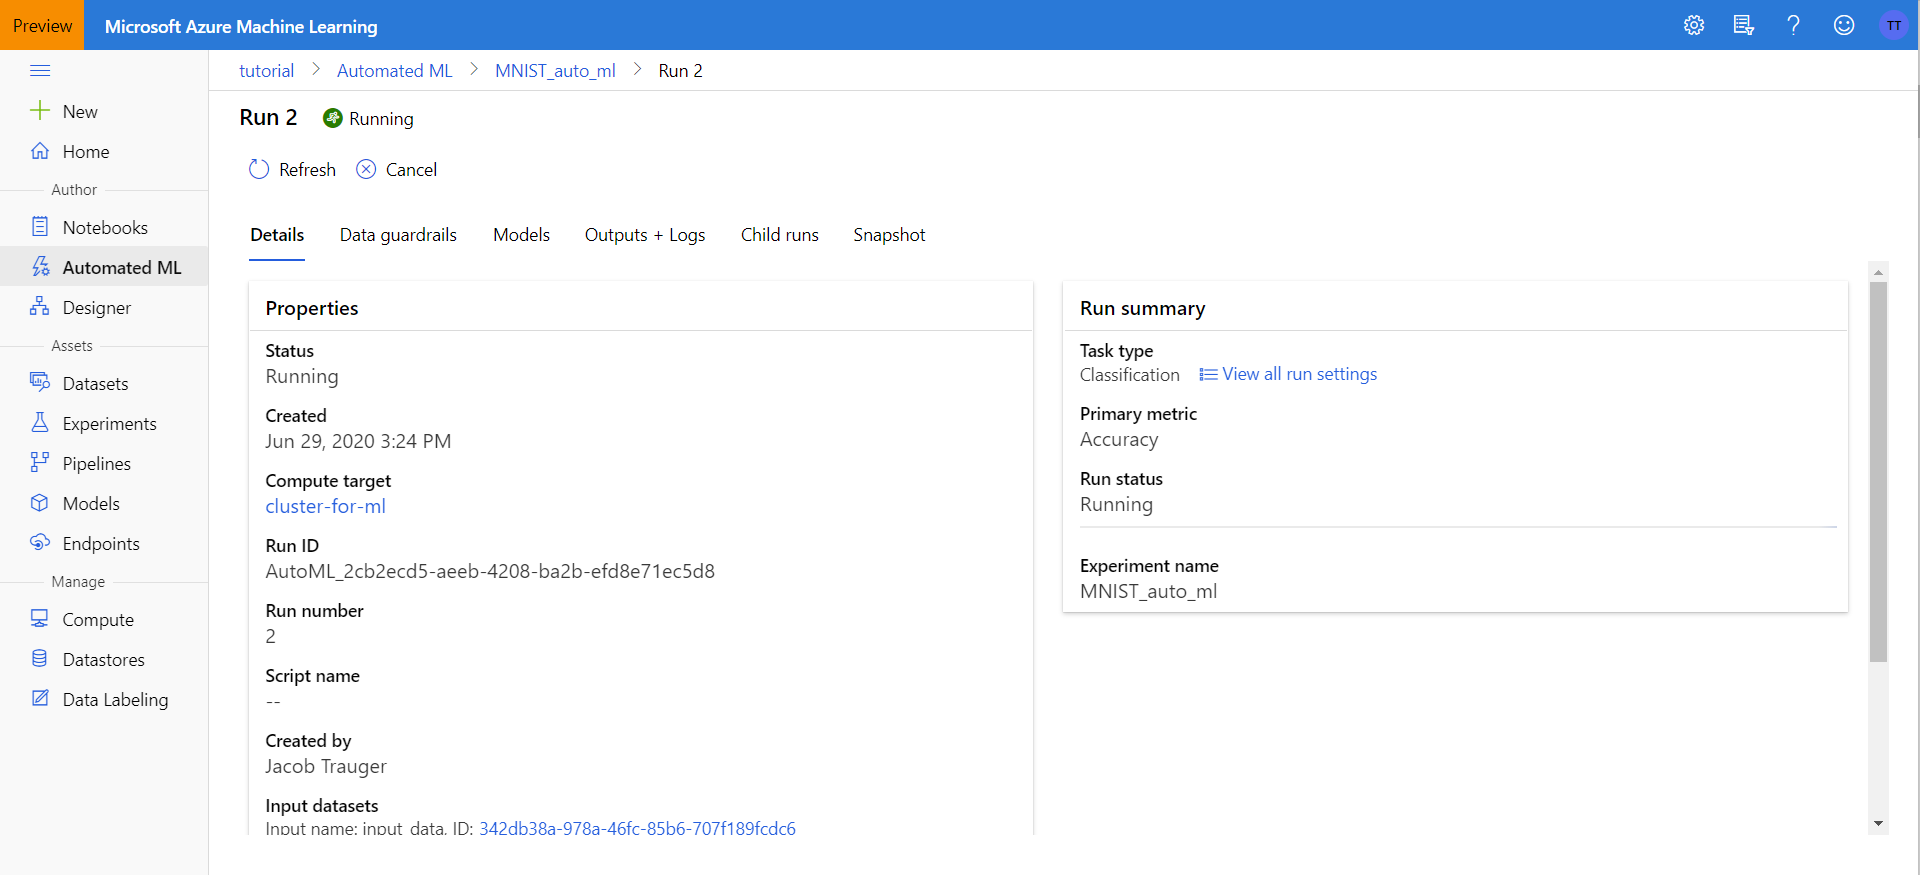 Preview
Microsoft Azure Machine Learning
TT
New
Home
Author
Notebooks
Automated ML
Designer
Assets
Datasets
Experiments
Pipelines
Models
Endpoints
Manage
Compute
Datastores
Data Labeling
tutorial > Automated ML > MNIST_auto_ml > Run 2
Run 2 Running
Refresh Cancel
Details Data guardrails Models Outputs + Logs Child runs Snapshot
Properties
Status
Running
Created
Jun 29, 2020 3:24 PM
Compute target
cluster-for-ml
Run ID
AutoML_2cb2ecd5-aeeb-4208-ba2b-efd8e71ec5d8
Run number
2
Script name
--
Created by
Jacob Trauger
Input datasets
Input name: input_data, ID: 342db38a-978a-46fc-85b6-707f189fcdc6
Run summary
Task type
Classification View all run settings
Primary metric
Accuracy
Run status
Running
Experiment name
MNIST_auto_ml